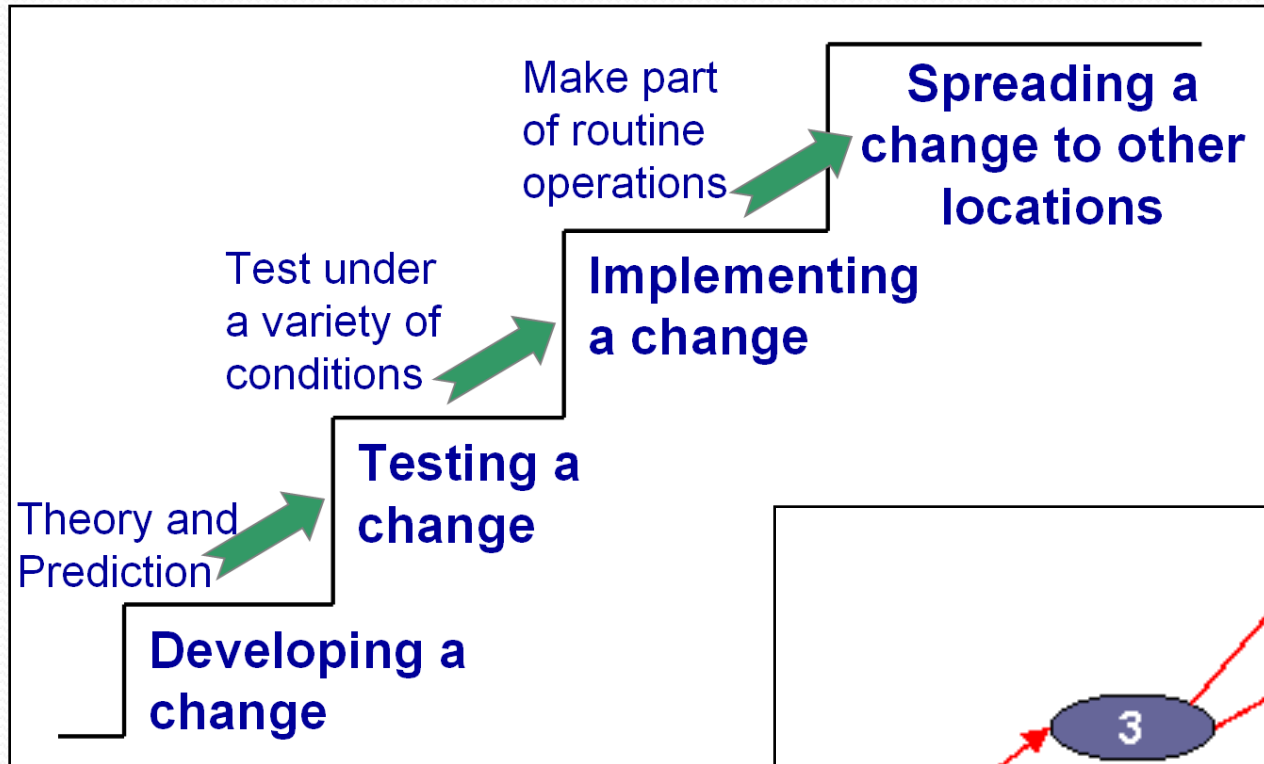 Make part
of routine
operations
Spreading a
change to other
locations
Test under
a variety of
conditions
Implementing
a change
Theory and
Prediction
Testing a
change
Developing a
change
3